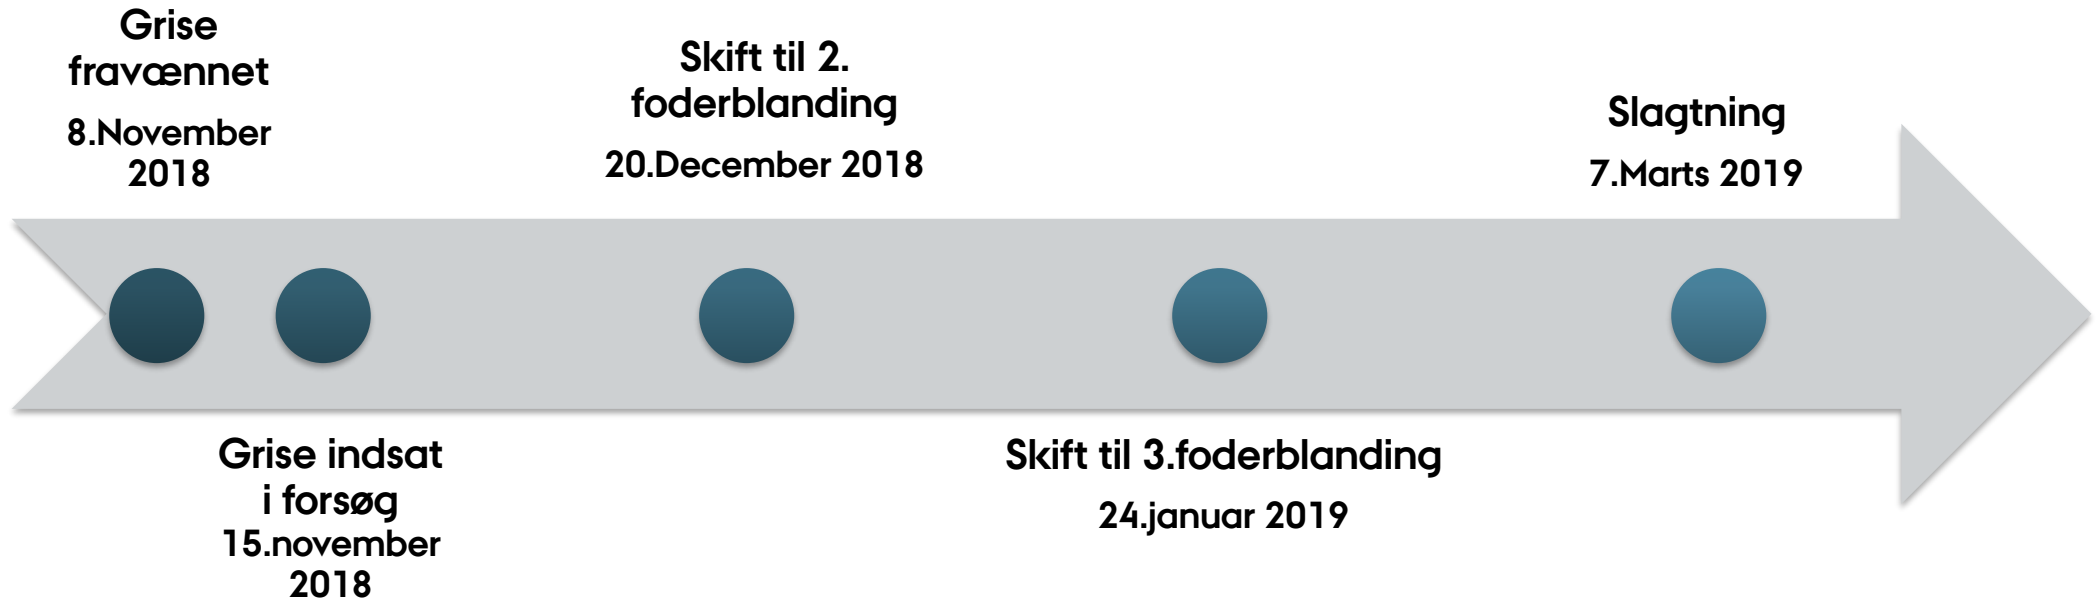 Grise
fravænnet
8.November
2018
Grise indsat
i forsøg
15.november
2018
Skift til 2.
foderblanding
20.December 2018
Skift til 3.foderblanding
24.januar 2019
Slagtning
7.Marts 2019